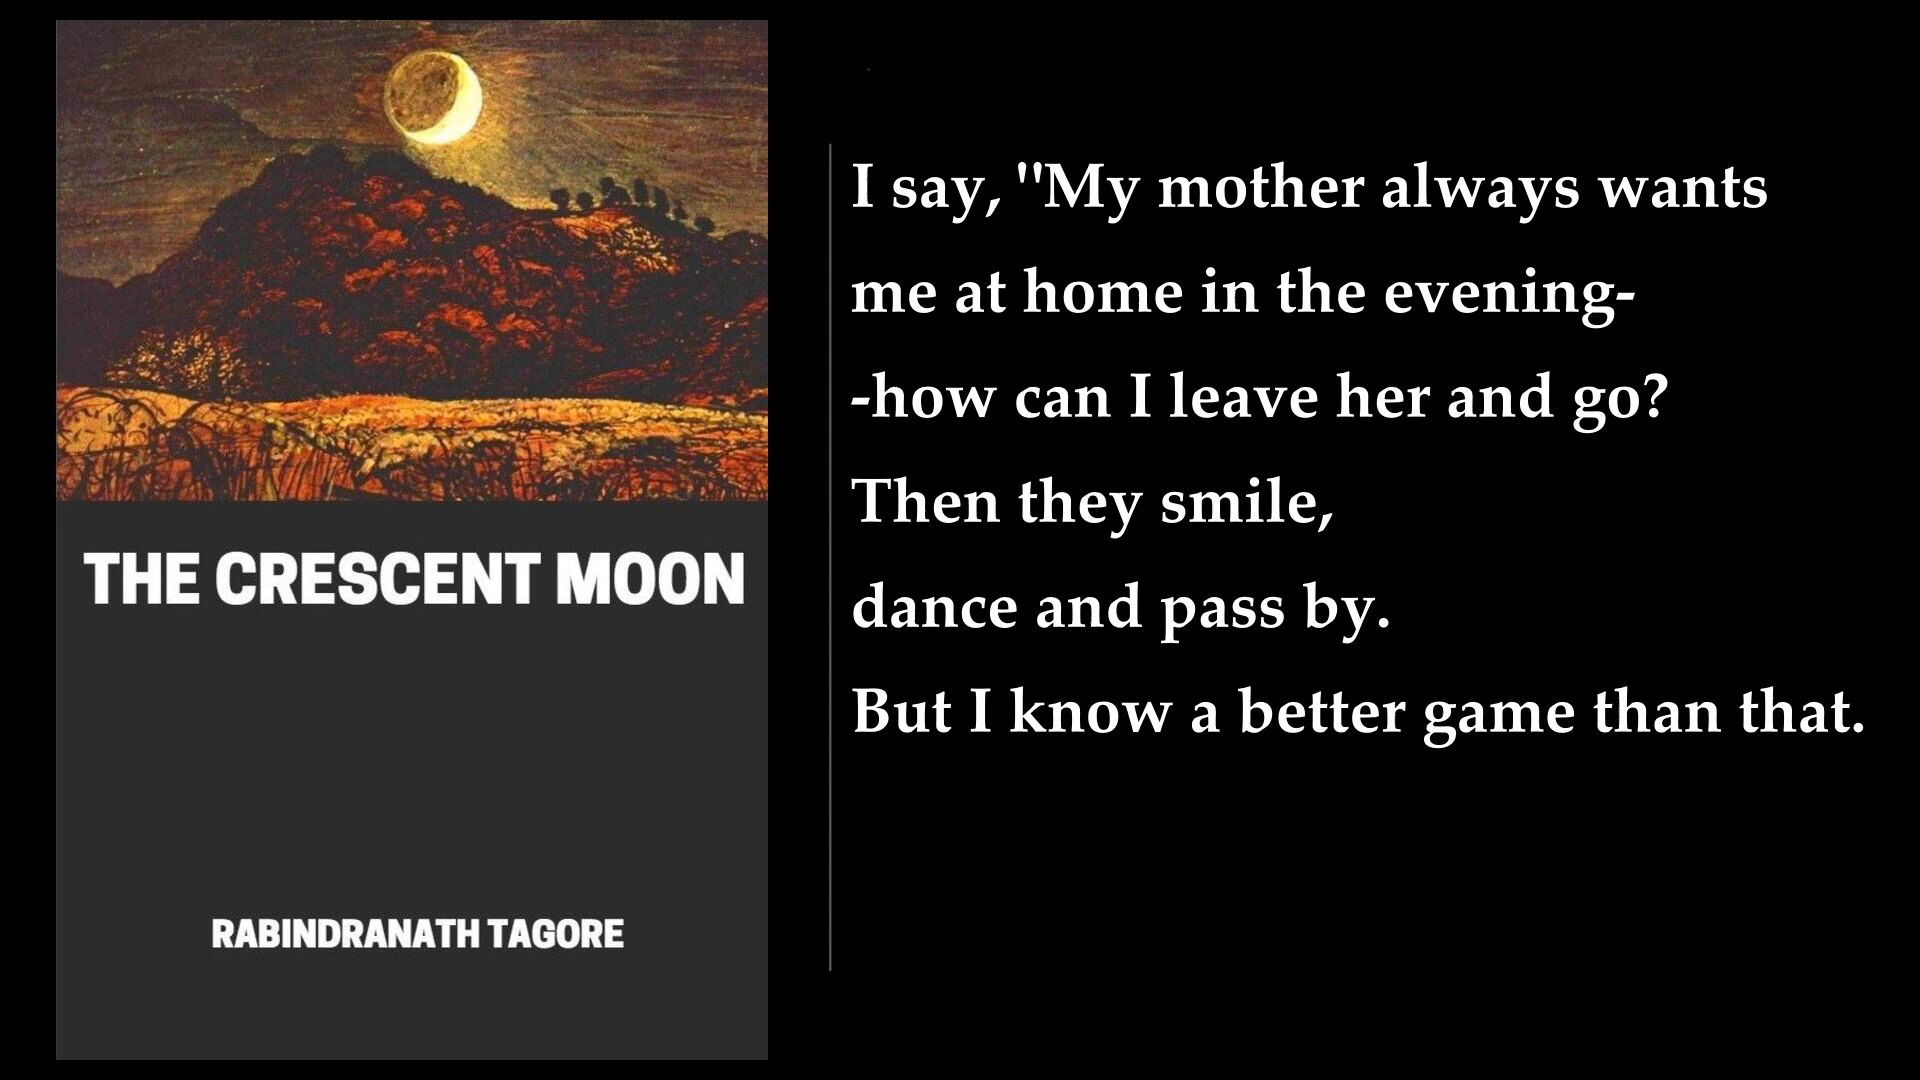 THE CRESCENT MOON
RABINDRANATH TAGORE
I say, "My mother always wants
me at home in the evening-
-how can I leave her and go?
Then they smile,
dance and pass by.
But I know a better game than that.